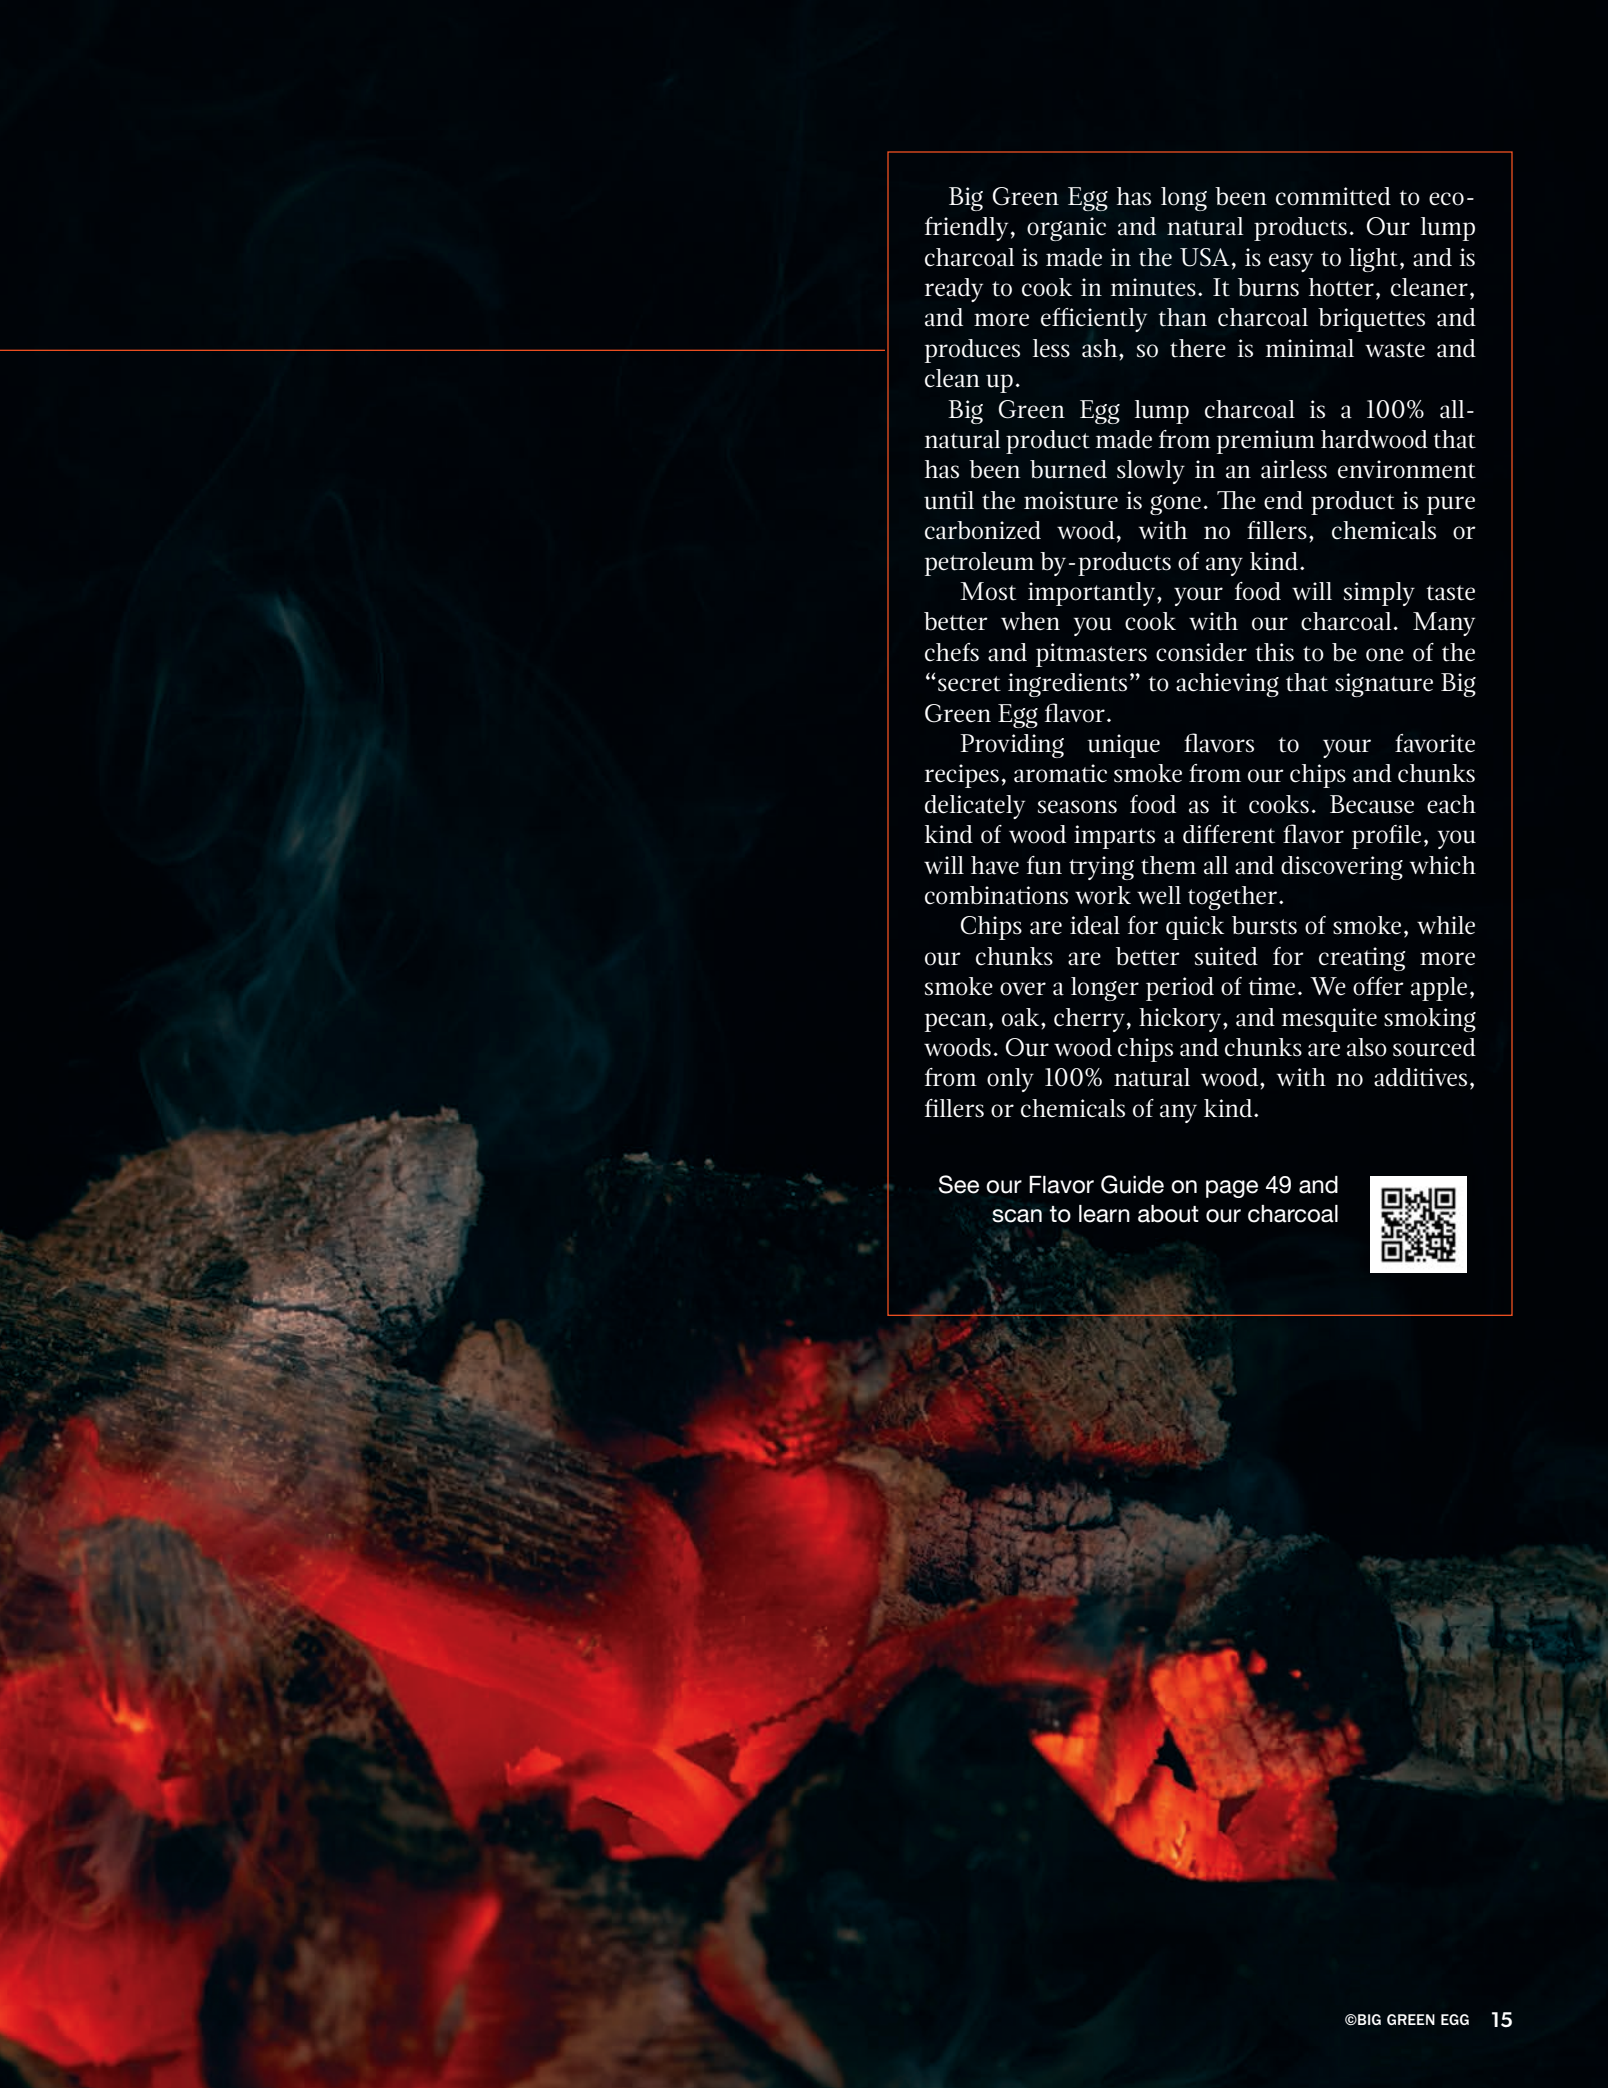 Big Green Egg has long been committed to eco-
friendly, organic and natural products. Our lump
charcoal is made in the USA, is easy to light, and is
ready to cook in minutes. It burns hotter, cleaner,
and more efficiently than charcoal briquettes and
produces less ash, so there is minimal waste and
clean up.
Big Green Egg lump charcoal is a 100% all-
natural product made from premium hardwood that
has been burned slowly in an airless environment
until the moisture is gone. The end product is pure
carbonized wood, with no fillers, chemicals or
petroleum by-products of any kind.
Most importantly, your food will simply taste
better when you cook with our charcoal. Many
chefs and pitmasters consider this to be one of the
“secret ingredients” to achieving that signature Big
Green Egg flavor.
Providing unique flavors to your favorite
recipes, aromatic smoke from our chips and chunks
delicately seasons food as it cooks. Because each
kind of wood imparts a different flavor profile, you
will have fun trying them all and discovering which
combinations work well together.
Chips are ideal for quick bursts of smoke, while
our chunks are better suited for creating more
smoke over a longer period of time. We offer apple,
pecan, oak, cherry, hickory, and mesquite smoking
woods. Our wood chips and chunks are also sourced
from only 100% natural wood, with no additives,
fillers or chemicals of any kind.
See our Flavor Guide on page 49 and
scan to learn about our charcoal
©BIG GREEN EGG 15